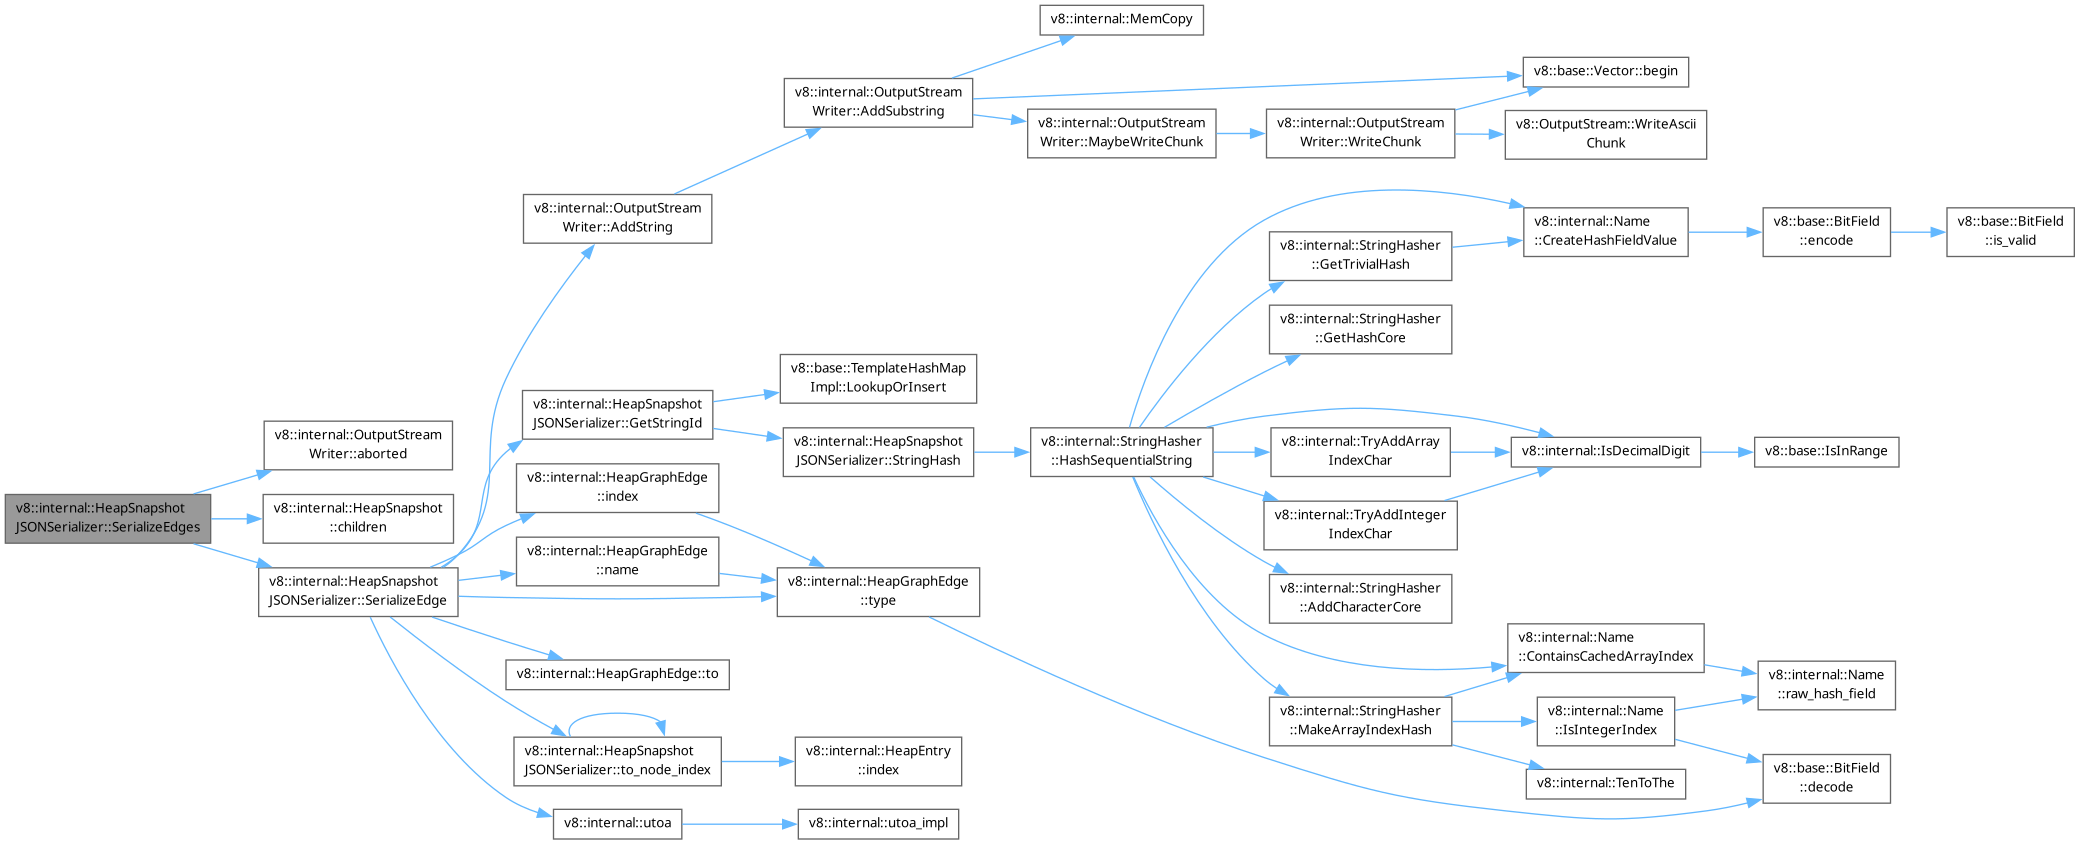 v8::internal::HeapSnapshot
JSONSerializer::SerializeEdges
v8::internal::OutputStream
Writer::aborted
v8::internal::HeapSnapshot
::children
v8::internal::HeapSnapshot
JSONSerializer::SerializeEdge
v8::internal::OutputStream
Writer::AddString
v8::internal::HeapSnapshot
JSONSerializer::GetStringId
v8::internal::HeapGraphEdge
::index
v8::internal::HeapGraphEdge
::name
v8::internal::HeapGraphEdge::to
v8::internal::HeapSnapshot
JSONSerializer::to_node_index
v8::internal::utoa
v8::internal::OutputStream
Writer::AddSubstring
v8::base::TemplateHashMap
Impl::LookupOrInsert
v8::internal::HeapSnapshot
JSONSerializer::StringHash
v8::internal::HeapGraphEdge
::type
v8::internal::HeapEntry
::index
v8::internal::utoa_impl
v8::internal::MemCopy
v8::internal::OutputStream
Writer::MaybeWriteChunk
v8::internal::StringHasher
::HashSequentialString
v8::internal::OutputStream
Writer::WriteChunk
v8::internal::StringHasher
::GetTrivialHash
v8::internal::StringHasher
::GetHashCore
v8::internal::TryAddArray
IndexChar
v8::internal::TryAddInteger
IndexChar
v8::internal::StringHasher
::AddCharacterCore
v8::internal::StringHasher
::MakeArrayIndexHash
v8::base::Vector::begin
v8::OutputStream::WriteAscii
Chunk
v8::internal::Name
::CreateHashFieldValue
v8::internal::IsDecimalDigit
v8::internal::Name
::ContainsCachedArrayIndex
v8::internal::Name
::IsIntegerIndex
v8::internal::TenToThe
v8::base::BitField
::encode
v8::base::IsInRange
v8::internal::Name
::raw_hash_field
v8::base::BitField
::decode
v8::base::BitField
::is_valid